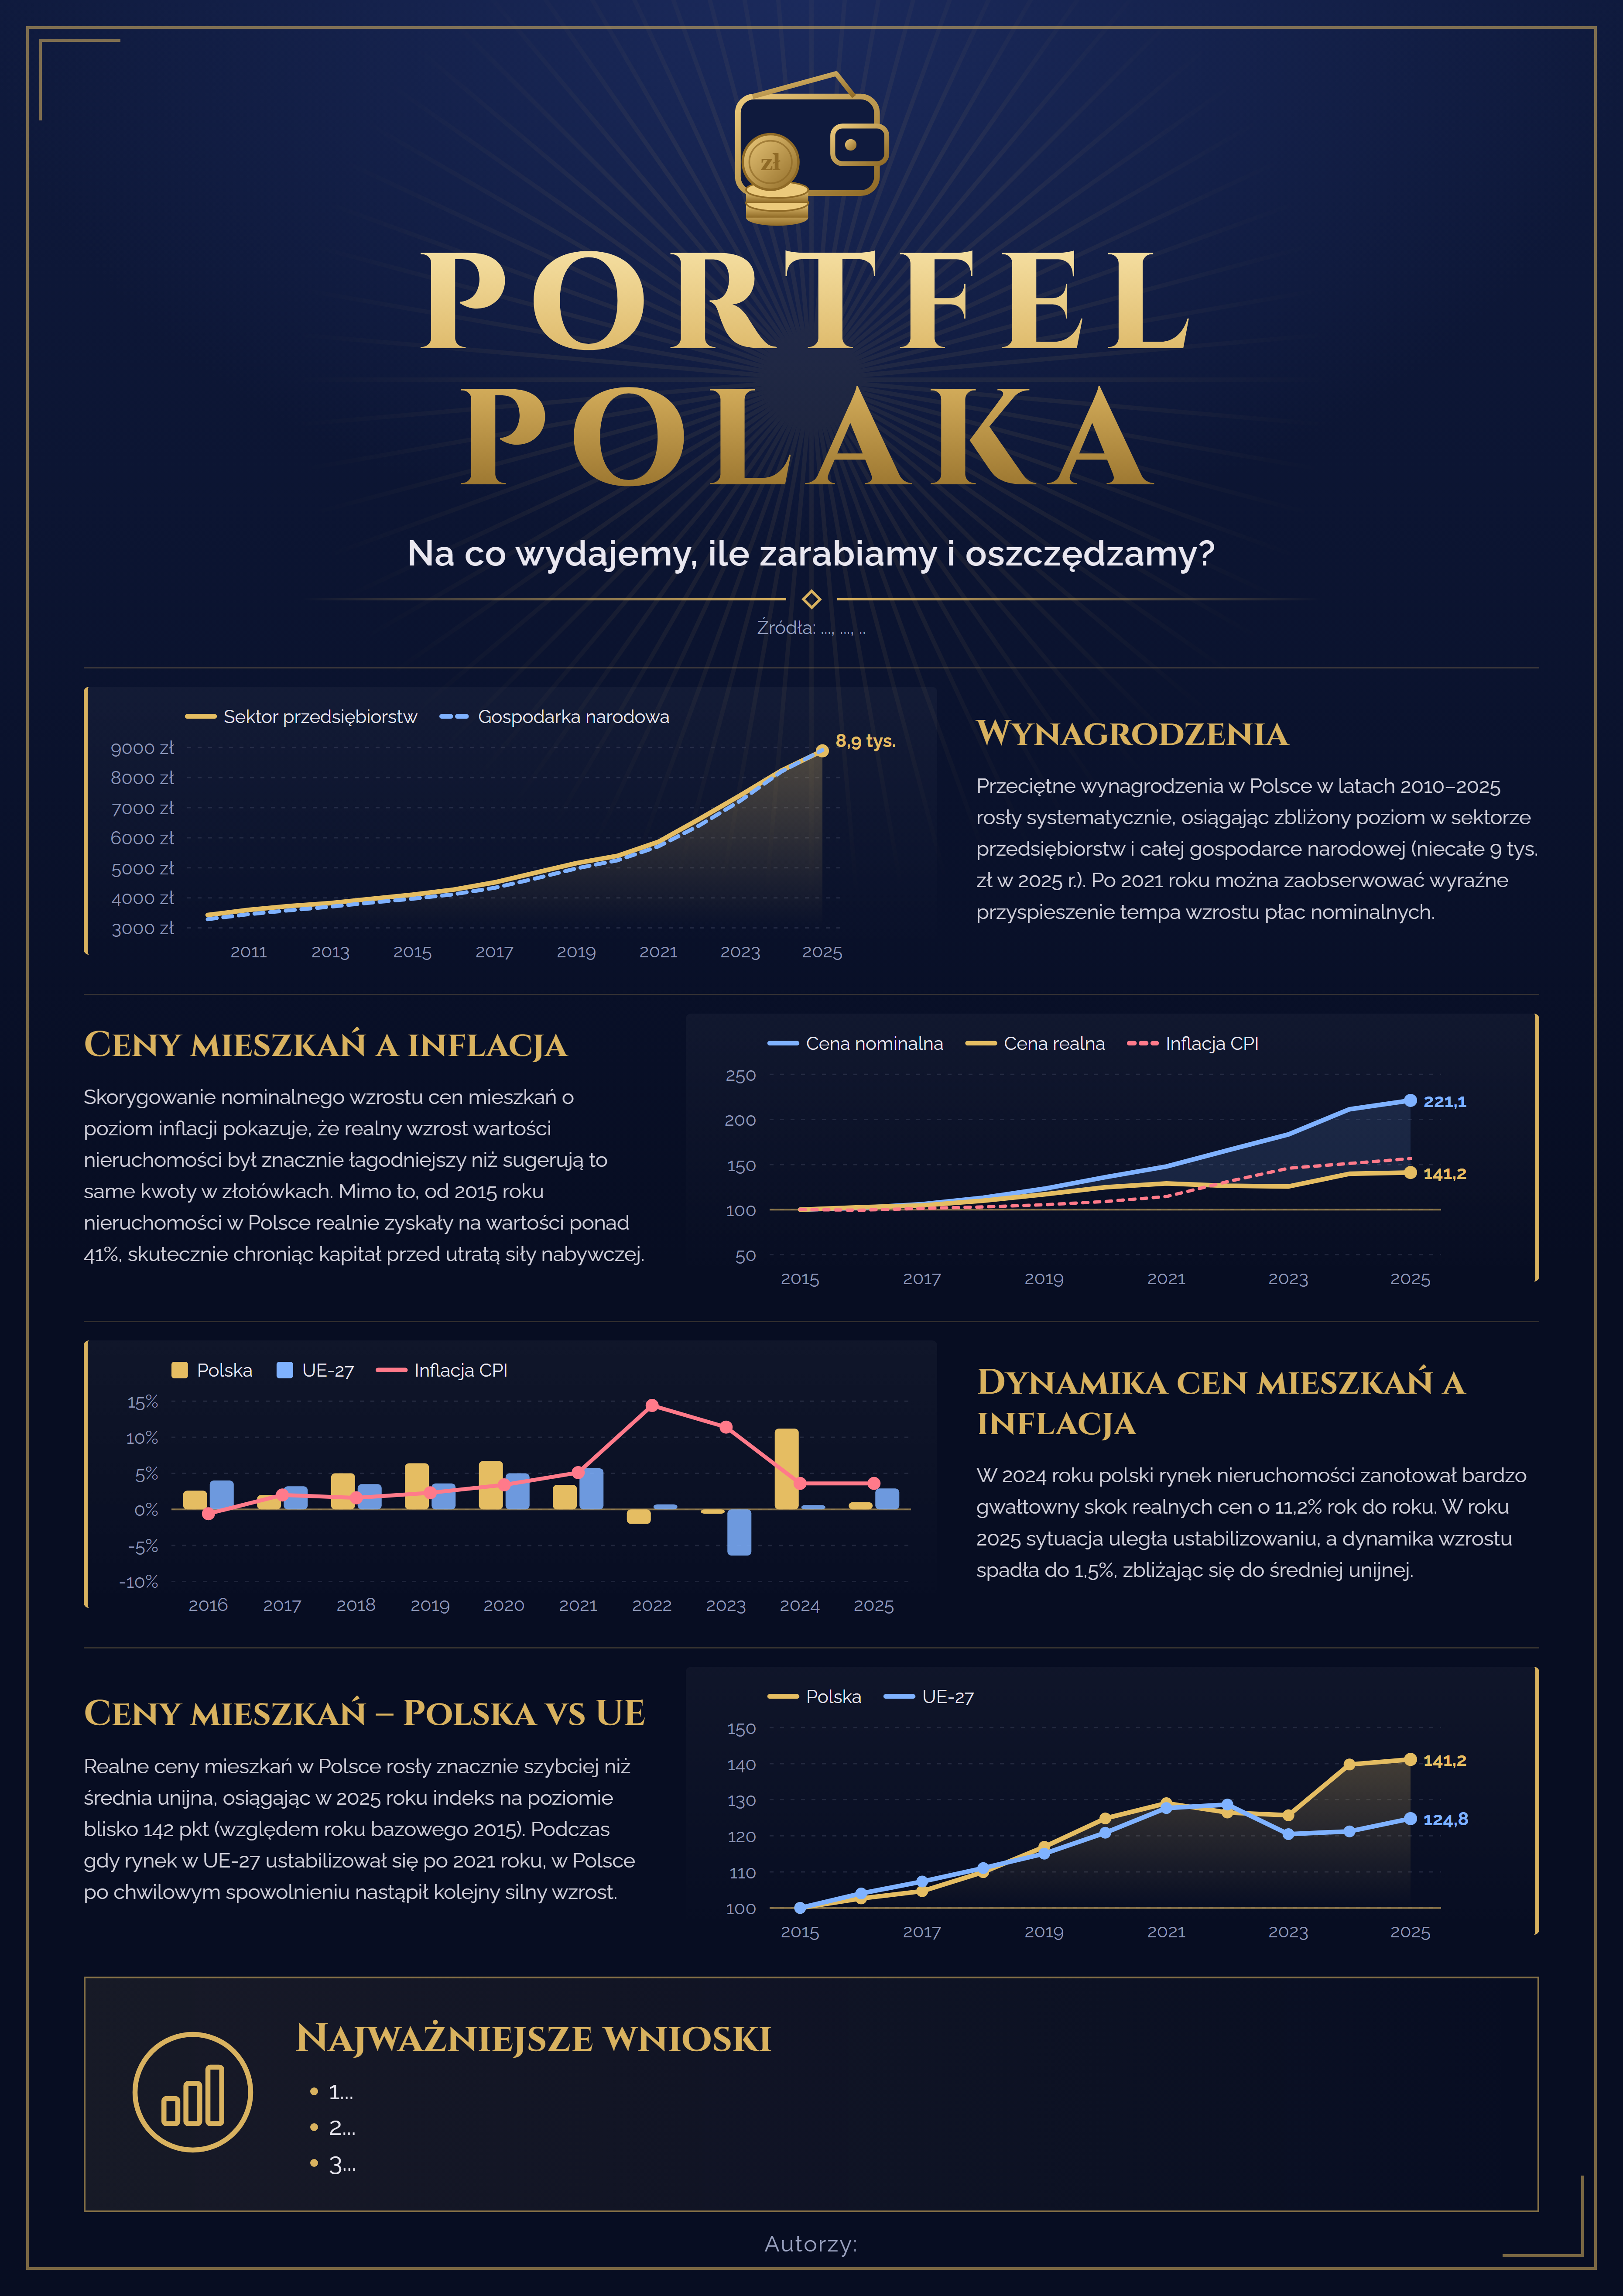 zł
PORTFEL
POLAKA
Na co wydajemy, ile zarabiamy i oszczędzamy?
Źródła: ..., ..., ..
Sektor przedsiębiorstw Gospodarka narodowa
9000 zł
8000 zł
7000 zł
6000 zł
5000 zł
4000 zł
3000 zł
8,9 tys.
2011 2013 2015 2017 2019 2021 2023 2025
Wynagrodzenia
Przeciętne wynagrodzenia w Polsce w latach 2010–2025
rosły systematycznie, osiągając zbliżony poziom w sektorze
przedsiębiorstw i całej gospodarce narodowej (niecałe 9 tys.
zł w 2025 r.). Po 2021 roku można zaobserwować wyraźne
przyspieszenie tempa wzrostu płac nominalnych.
Ceny mieszkań a inflacja
Skorygowanie nominalnego wzrostu cen mieszkań o
poziom inflacji pokazuje, że realny wzrost wartości
nieruchomości był znacznie łagodniejszy niż sugerują to
same kwoty w złotówkach. Mimo to, od 2015 roku
nieruchomości w Polsce realnie zyskały na wartości ponad
41%, skutecznie chroniąc kapitał przed utratą siły nabywczej.
Cena nominalna Cena realna Inflacja CPI
250
200
150
100
50
221,1
141,2
2015 2017 2019 2021 2023 2025
Polska UE-27 Inflacja CPI
15%
10%
5%
0%
-5%
-10%
2016 2017 2018 2019 2020 2021 2022 2023 2024 2025
Dynamika cen mieszkań a
inflacja
W 2024 roku polski rynek nieruchomości zanotował bardzo
gwałtowny skok realnych cen o 11,2% rok do roku. W roku
2025 sytuacja uległa ustabilizowaniu, a dynamika wzrostu
spadła do 1,5%, zbliżając się do średniej unijnej.
Ceny mieszkań – Polska vs UE
Realne ceny mieszkań w Polsce rosły znacznie szybciej niż
średnia unijna, osiągając w 2025 roku indeks na poziomie
blisko 142 pkt (względem roku bazowego 2015). Podczas
gdy rynek w UE-27 ustabilizował się po 2021 roku, w Polsce
po chwilowym spowolnieniu nastąpił kolejny silny wzrost.
Polska UE-27
150
140
130
120
110
100
141,2
124,8
2015 2017 2019 2021 2023 2025
Najważniejsze wnioski
• 1...
• 2...
• 3...
Autorzy: